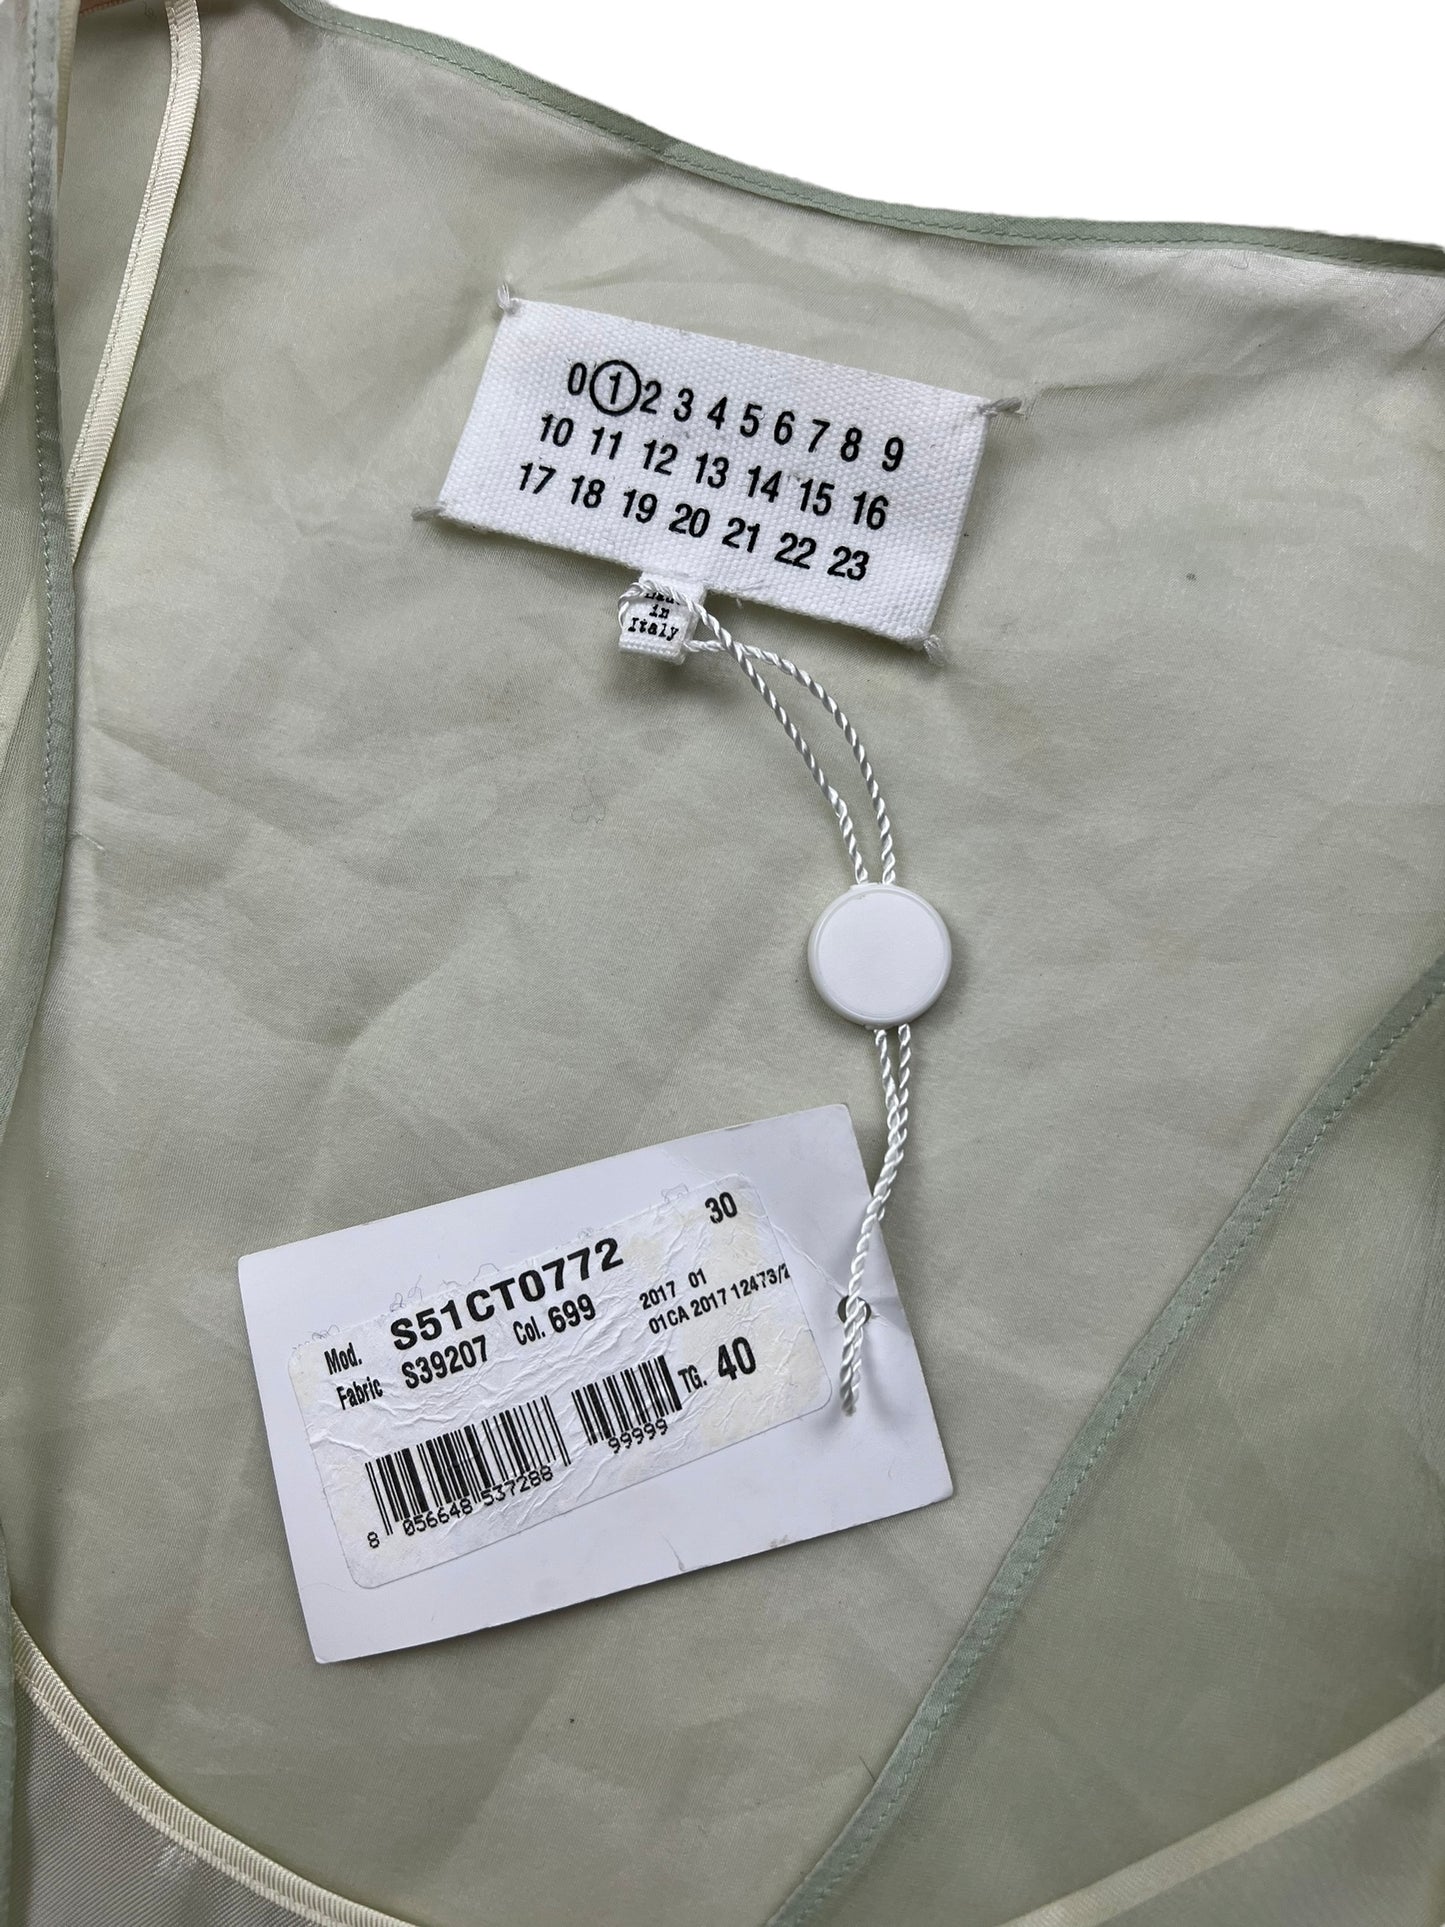 0 1 2 3 4 5 6 7 8 9
10 11 12 13 14 15 16
17 18 19 20 21 22 23
in
Italy
30
Mod. S51CT0772
Fabric S39207 Col. 699
2017 01
01CA 2017 12473/2
TG. 40
8 056648 537288
99999